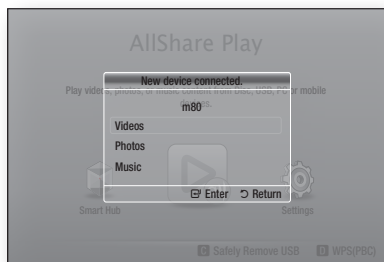 AllShare Play
New device connected.
Play videos, photos, or music content from Disc, USB, PC or mobile
devices.
m80
Videos
Photos
Music
Enter
Return
Smart Hub
Settings
C Safely Remove USB
D WPS(PBC)